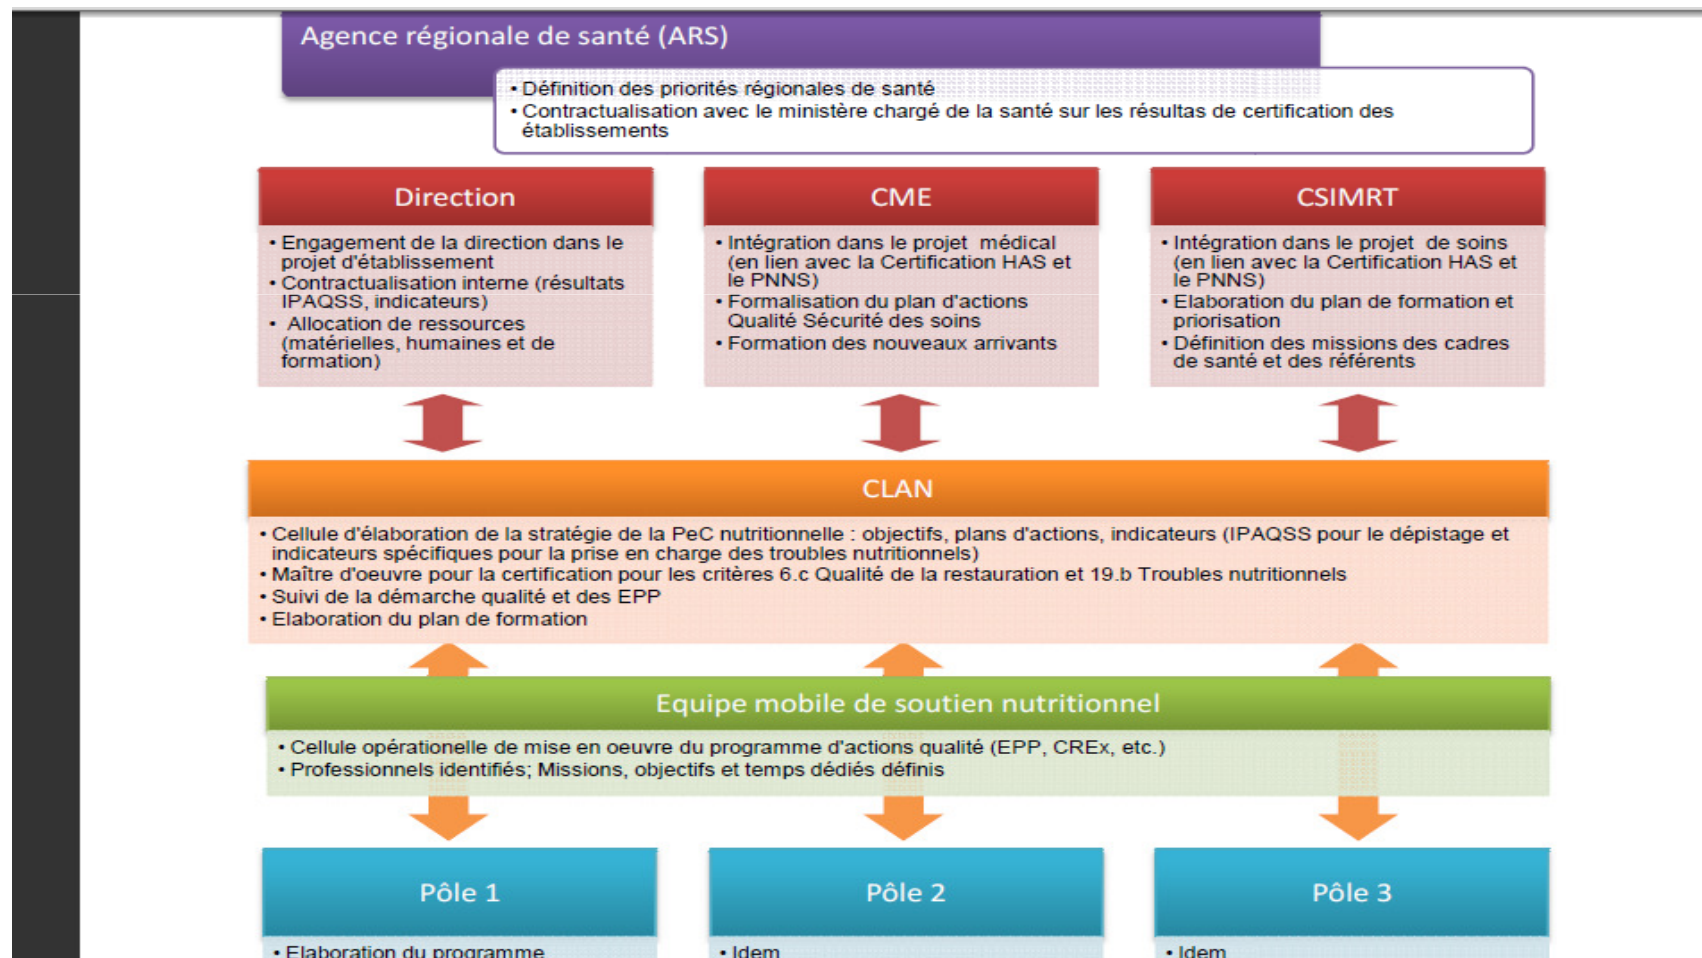 Agence régionale de santé (ARS)
• Définition des priorités régionales de santé
• Contractualisation avec le ministère chargé de la santé sur les résultas de certification des
établissements
Direction
• Engagement de la direction dans le
projet d'établissement
• Contractualisation interne (résultats
IPAQSS, indicateurs)
• Allocation de ressources
(matérielles, humaines et de
formation)
CME
• Intégration dans le projet médical
(en lien avec la Certification HAS et
le PNNS)
• Formalisation du plan d'actions
Qualité Sécurité des soins
• Formation des nouveaux arrivants
CSIMRT
• Intégration dans le projet de soins
(en lien avec la Certification HAS et
le PNNS)
• Elaboration du plan de formation et
priorisation
• Définition des missions des cadres
de santé et des référents
CLAN
• Cellule d'élaboration de la stratégie de la PeC nutritionnelle : objectifs, plans d'actions, indicateurs (IPAQSS pour le dépistage et
indicateurs spécifiques pour la prise en charge des troubles nutritionnels)
• Maître d'oeuvre pour la certification pour les critères 6.c Qualité de la restauration et 19.b Troubles nutritionnels
• Suivi de la démarche qualité et des EPP
• Elaboration du plan de formation
Equipe mobile de soutien nutritionnel
• Cellule opérationelle de mise en oeuvre du programme d'actions qualité (EPP, CREx, etc.)
• Professionnels identifiés; Missions, objectifs et temps dédiés définis
Pôle 1
• Elaboration du programme
Pôle 2
• Idem
Pôle 3
• Idem